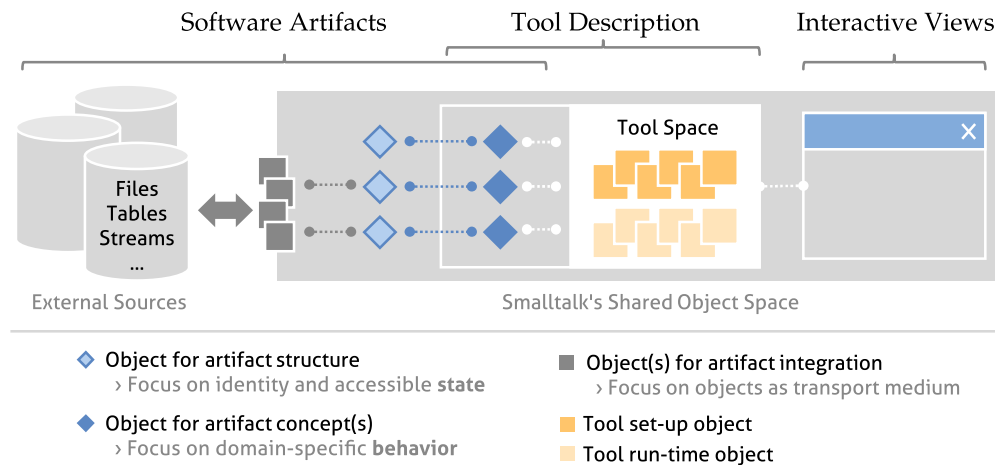 Software Artifacts
Tool Description
Interactive Views
Tool Space
Files
Tables
Streams
...
External Sources
Smalltalk's Shared Object Space
Object for artifact structure
› Focus on identity and accessible state
Object for artifact concept(s)
› Focus on domain-specific behavior
Object(s) for artifact integration
› Focus on objects as transport medium
Tool set-up object
Tool run-time object